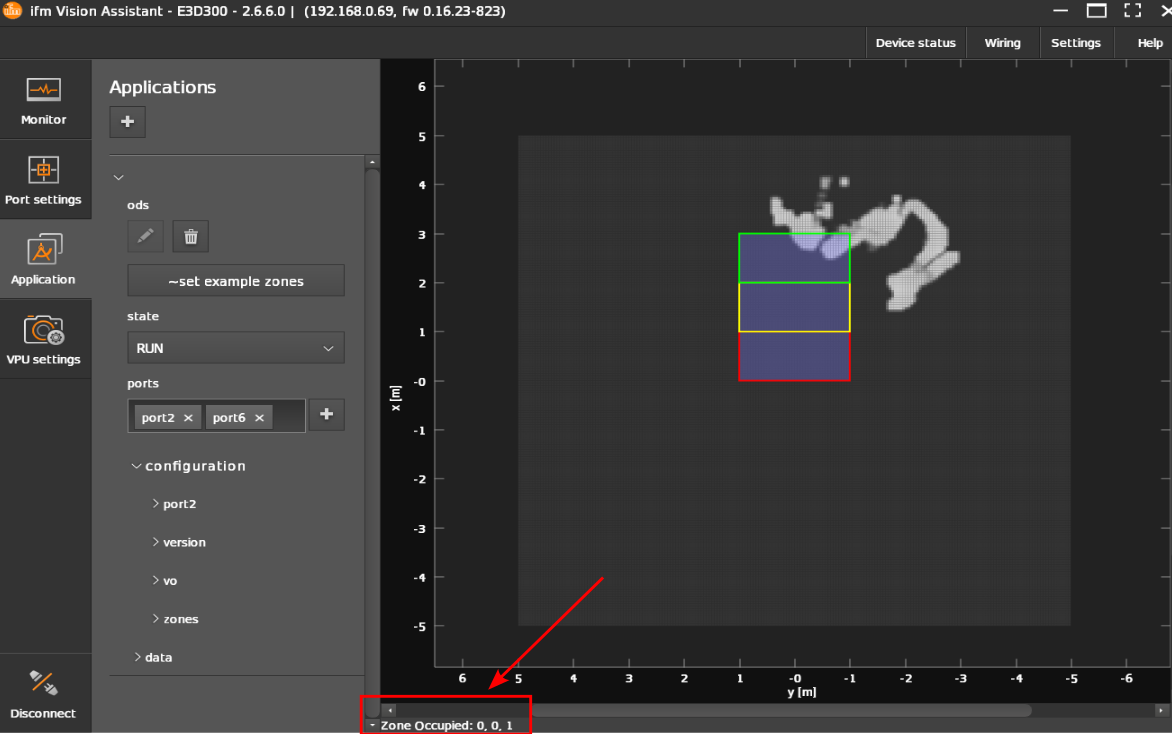 ifm Vision Assistant - E3D300 - 2.6.6.0 | (192.168.0.69, fw 0.16.23-823)
Device status
Wiring
Settings
Help
Monitor
Port settings
Application
VPU settings
Disconnect
Applications
+
ods
~set example zones
state
RUN
ports
port2 ×
port6 ×
+
configuration
port2
version
vo
zones
data
6
5
4
3
2
1
-0
-1
-2
-3
-4
-5
x [m]
6 5 4 3 2 1 -0 -1 -2 -3 -4 -5 -6
y [m]
- Zone Occupied: 0, 0, 1